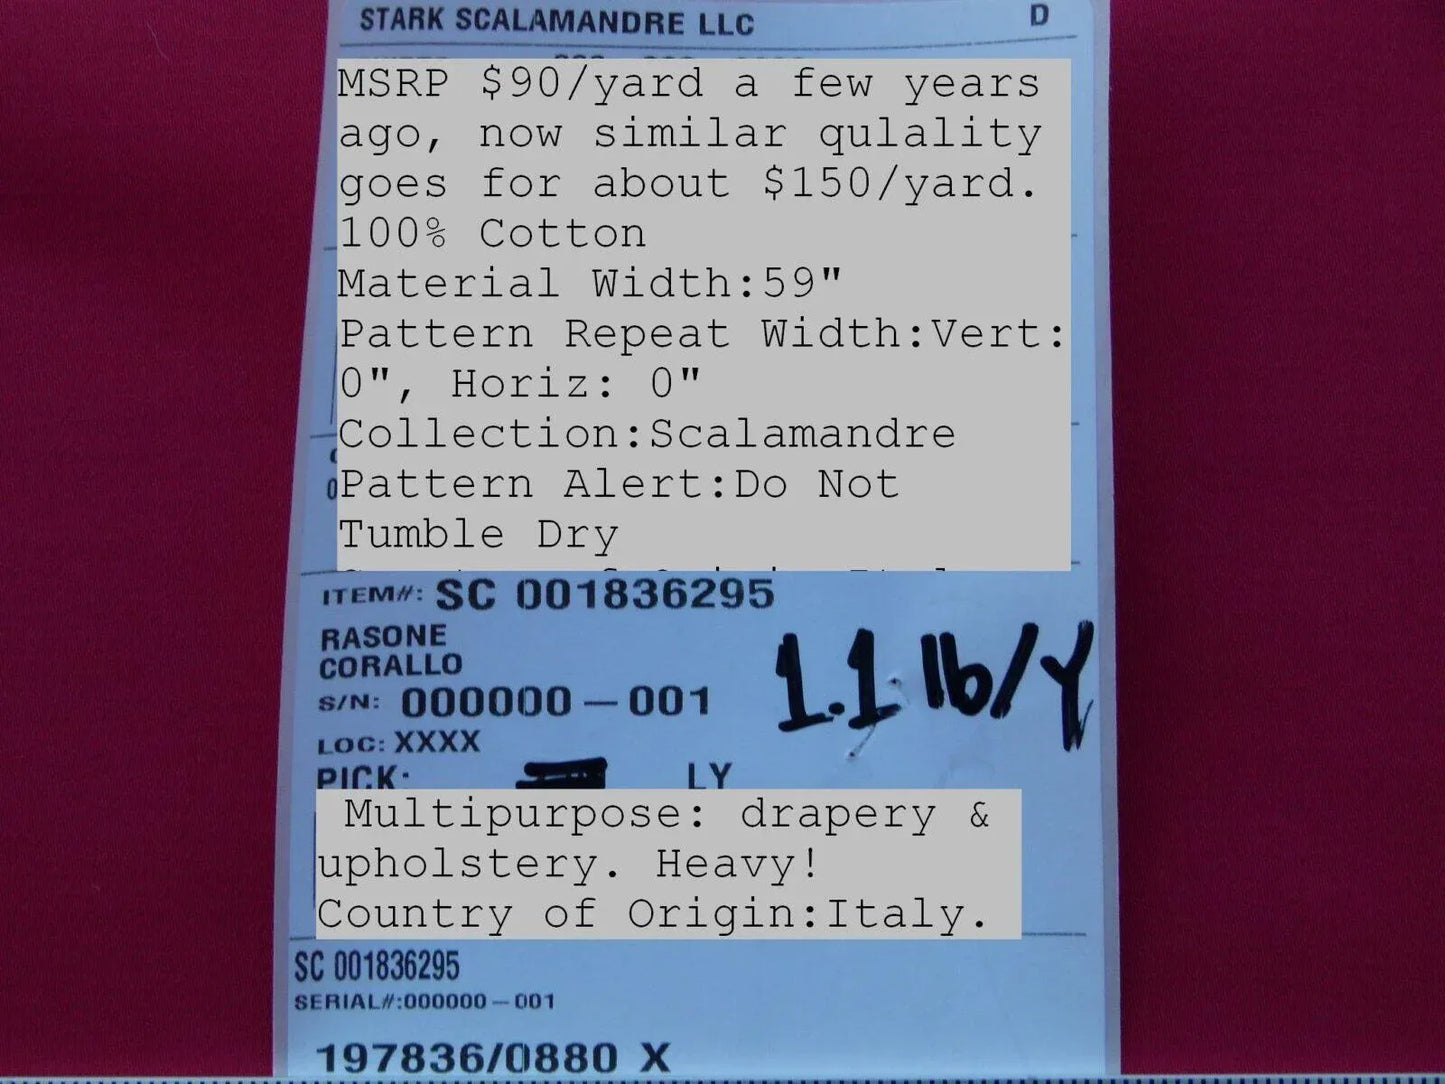 STARK SCALAMANDRE LLC D
MSRP $90/yard a few years
ago, now similar qulality
goes for about $150/yard.
100% Cotton
Material Width:59"
Pattern Repeat Width:Vert:
0", Horiz: 0"
Collection:Scalamandre
Pattern Alert:Do Not
Tumble Dry
ITEM#: SC 001836295
RASONE
CORALLO
S/N: 000000-001
1.1 lb/Y
LOC: XXXX
PICK: LY
Multipurpose: drapery &
upholstery. Heavy!
Country of Origin:Italy.
SC 001836295
SERIAL#:000000-001
197836/0880 X